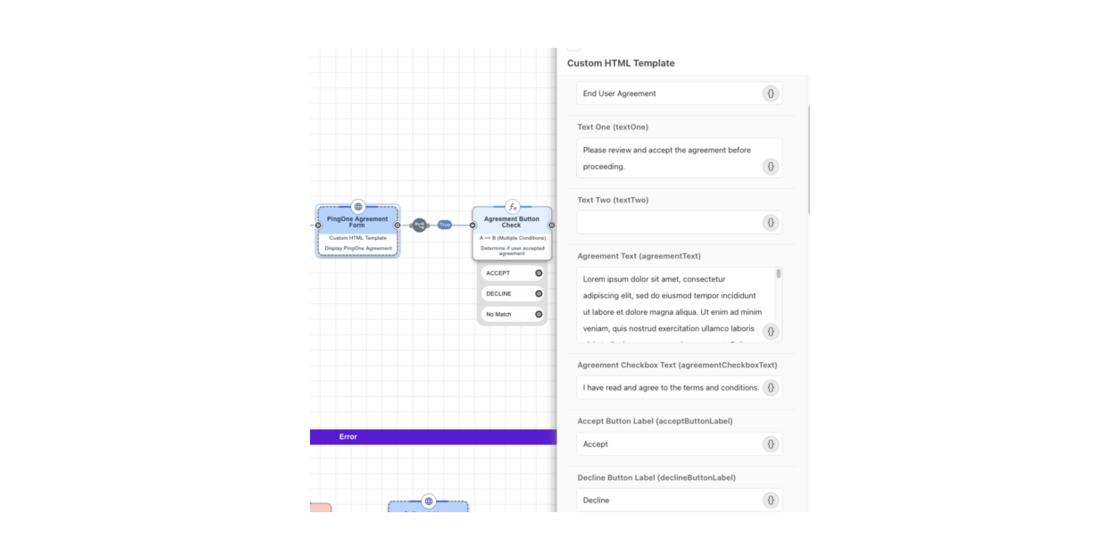 Custom HTML Template
End User Agreement
{}
Text One (textOne)
Please review and accept the agreement before
proceeding.
{}
Text Two (textTwo)
{}
Agreement Text (agreementText)
Lorem ipsum dolor sit amet, consectetur
adipiscing elit, sed do eiusmod tempor incididunt
ut labore et dolore magna aliqua. Ut enim ad minim
veniam, quis nostrud exercitation ullamco laboris
{}
Agreement Checkbox Text (agreementCheckboxText)
I have read and agree to the terms and conditions.
{}
Accept Button Label (acceptButtonLabel)
Accept
{}
Decline Button Label (declineButtonLabel)
Decline
{}
PingOne Agreement
Form
Custom HTML Template
Display PingOne Agreement
True
Agreement Button
Check
A == B (Multiple Conditions)
Determine if user accepted
agreement
ACCEPT
DECLINE
No Match
Error